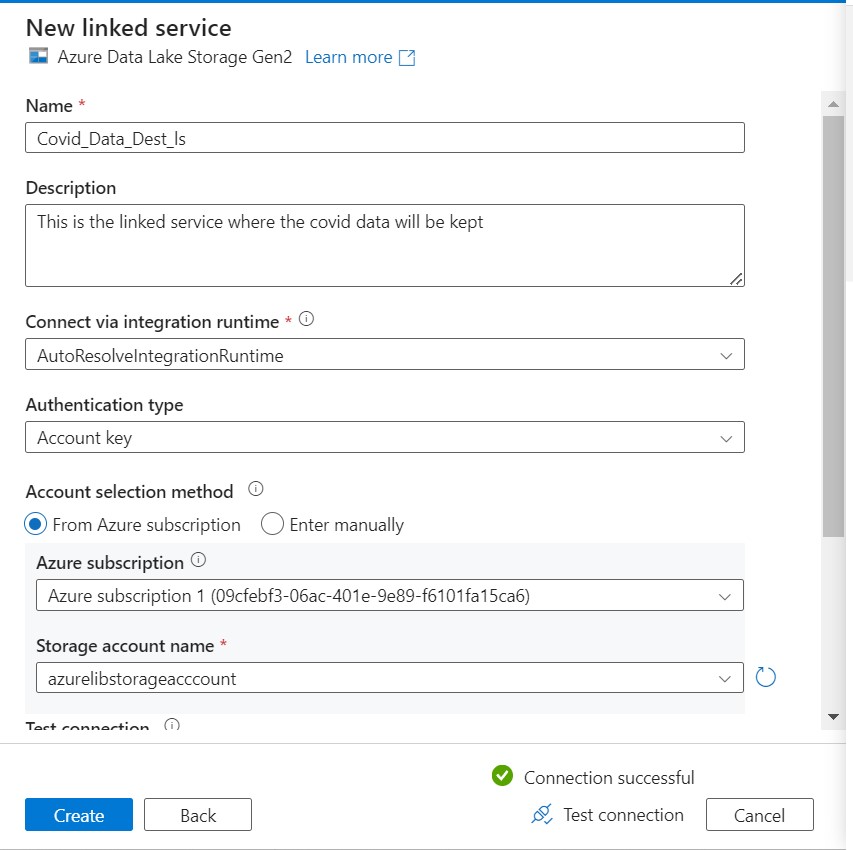 New linked service
Azure Data Lake Storage Gen2 Learn more
Name *
Covid_Data_Dest_ls
Description
This is the linked service where the covid data will be kept
Connect via integration runtime *
AutoResolveIntegrationRuntime
Authentication type
Account key
Account selection method
From Azure subscription Enter manually
Azure subscription
Azure subscription 1 (09cfebf3-06ac-401e-9e89-f6101fa15ca6)
Storage account name *
azurelibstorageacccount
Test connection
Connection successful
Create Back Test connection Cancel